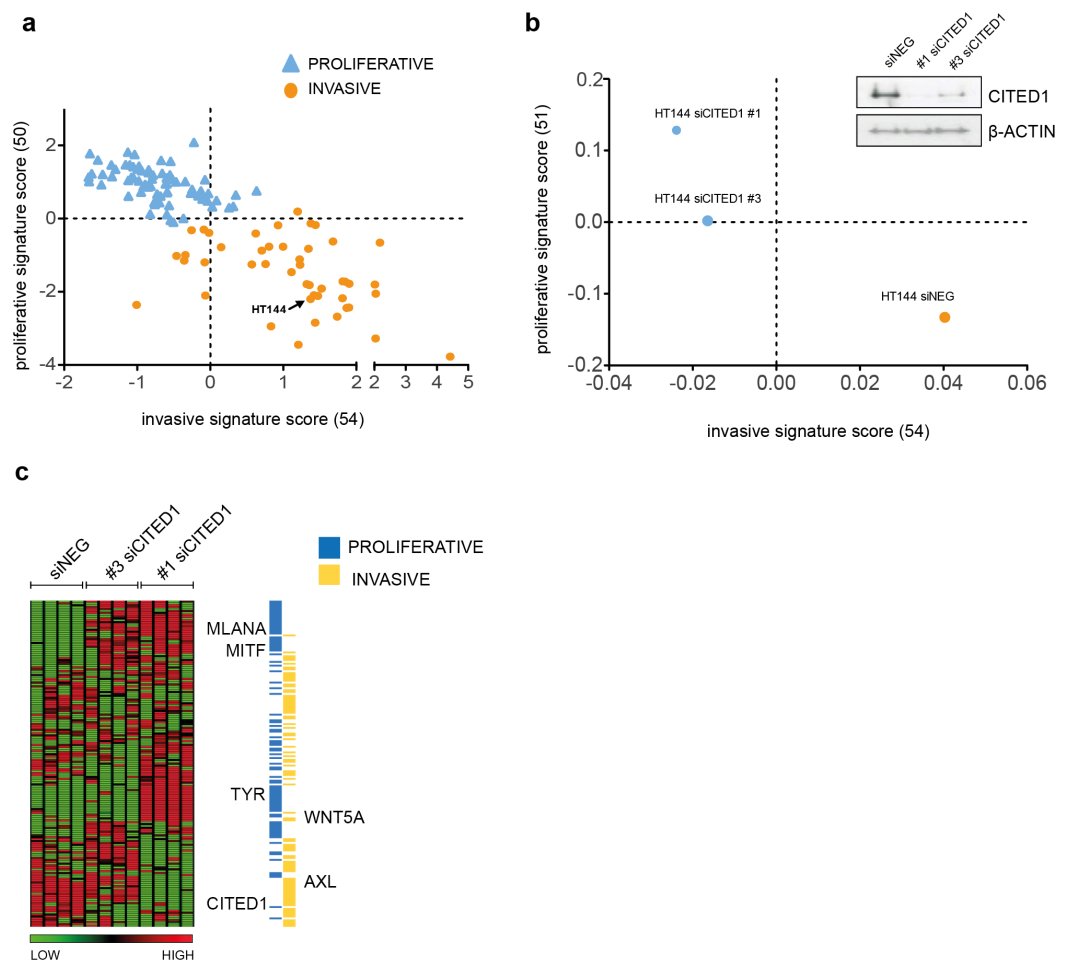 a
PROLIFERATIVE
INVASIVE
proliferative signature score (50)
2
0
-2
-4
HT144
-2 -1 0 1 2 2 3 4 5
invasive signature score (54)
b
siNEG
#1 siCITED1
#3 siCITED1
CITED1
β-ACTIN
proliferative signature score (51)
0.2
0.1
0.0
-0.1
-0.2
HT144 siCITED1 #1
HT144 siCITED1 #3
HT144 siNEG
-0.04 -0.02 0.00 0.02 0.04 0.06
invasive signature score (54)
c
siNEG
#3 siCITED1
#1 siCITED1
PROLIFERATIVE
INVASIVE
MLANA
MITF
TYR
WNT5A
AXL
CITED1
LOW HIGH